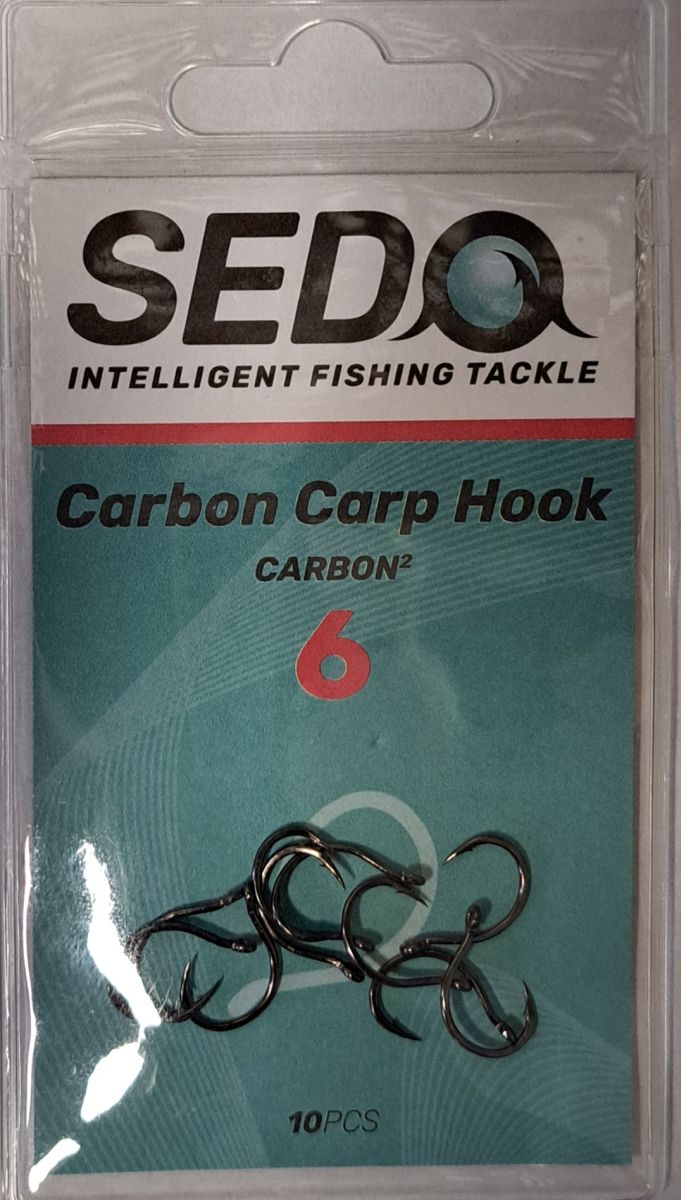 SEDO
INTELLIGENT FISHING TACKLE
Carbon Carp Hook
CARBON²
6
10PCS